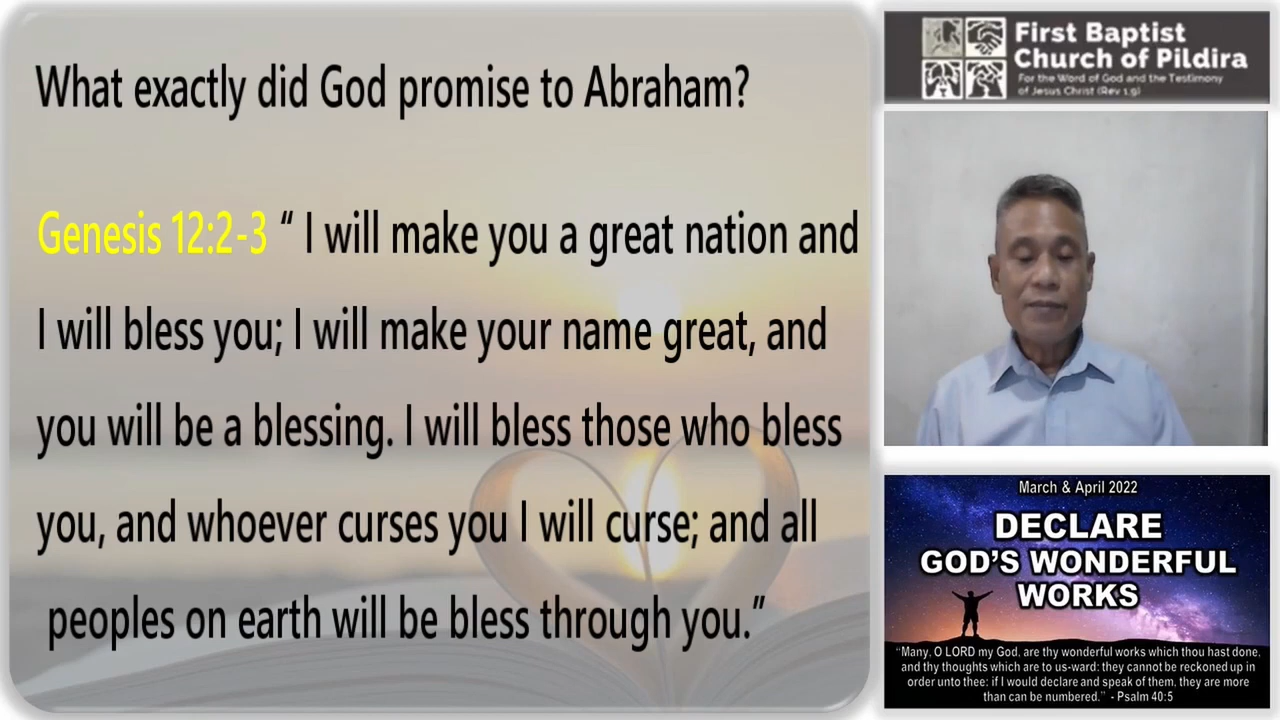 What exactly did God promise to Abraham?
Genesis 12:2-3 “ I will make you a great nation and
I will bless you; I will make your name great, and
you will be a blessing. I will bless those who bless
you, and whoever curses you I will curse; and all
peoples on earth will be bless through you.”
First Baptist
Church of Pildira
For the Word of God and the Testimony
of Jesus Christ (Rev 1:9)
March & April 2022
DECLARE
GOD’S WONDERFUL
WORKS
“Many, O LORD my God, are thy wonderful works which thou hast done,
and thy thoughts which are to us-ward: they cannot be reckoned up in
order unto thee: if I would declare and speak of them, they are more
than can be numbered.” - Psalm 40:5